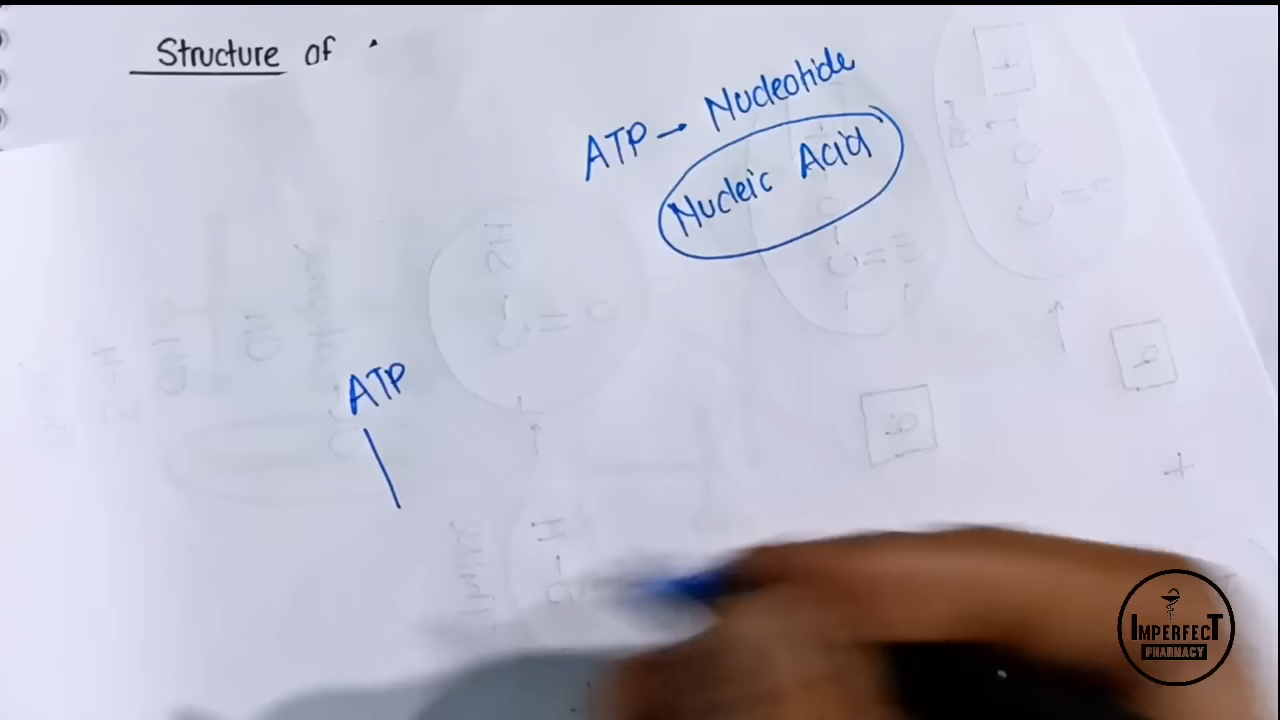 Structure of
ATP → Nucleotide
Nucleic Acid
ATP
IMPERFECT
PHARMACY